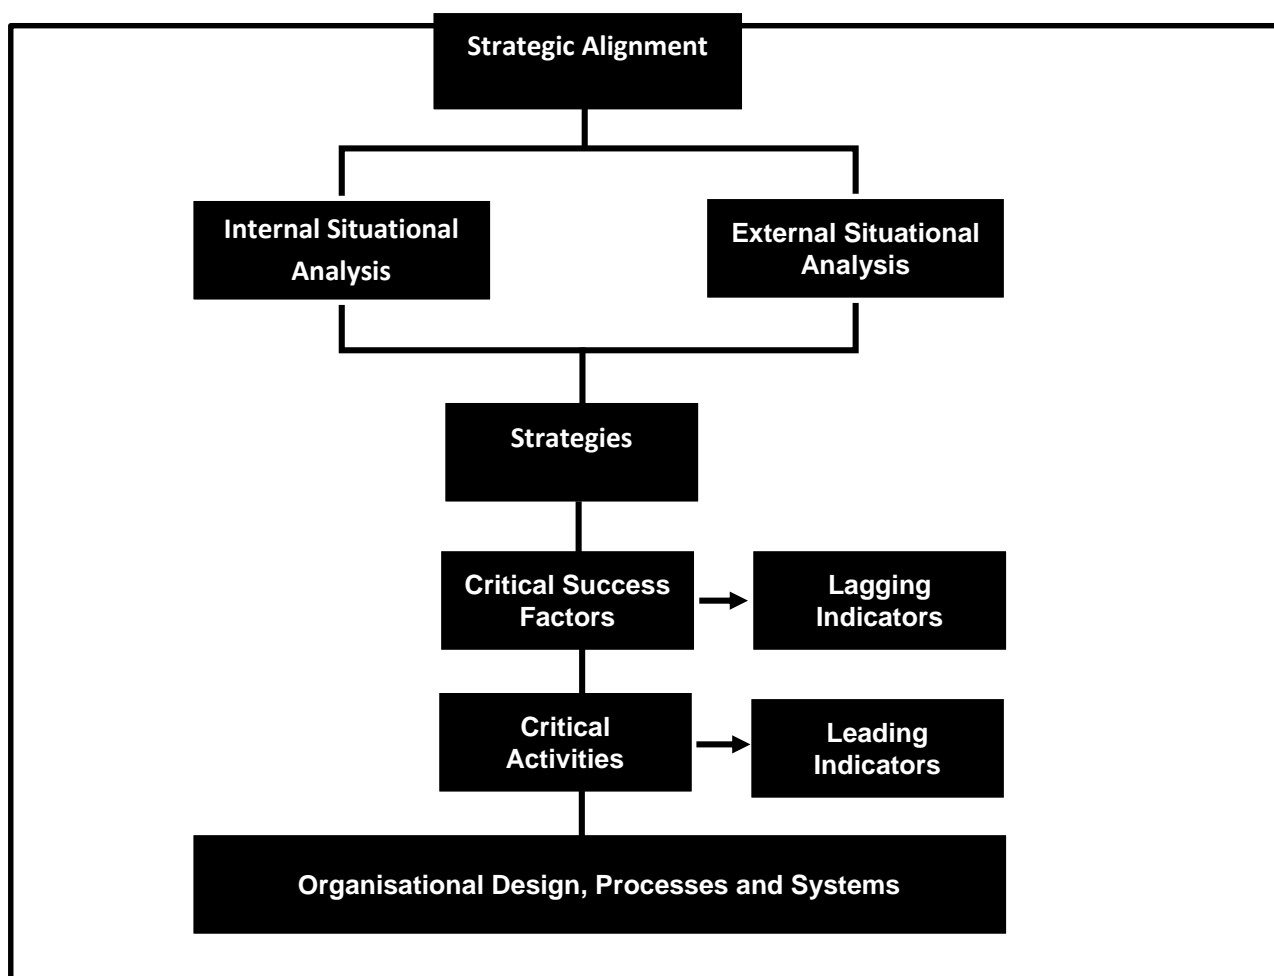 Strategic Alignment
Internal Situational
Analysis
External Situational
Analysis
Strategies
Critical Success
Factors
Lagging
Indicators
Critical
Activities
Leading
Indicators
Organisational Design, Processes and Systems